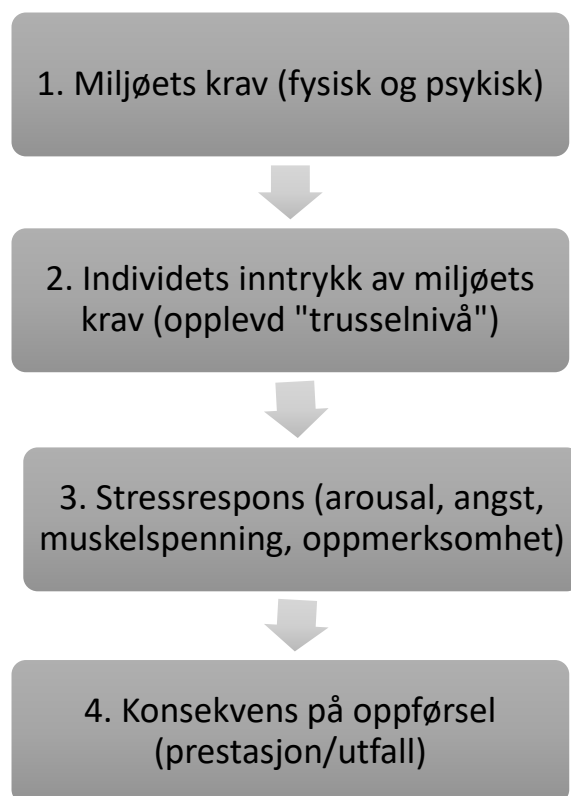 1. Miljøets krav (fysisk og psykisk)
2. Individets inntrykk av miljøets
krav (opplevd "trusselnivå")
3. Stressrespons (arousal, angst,
muskelspenning, oppmerksomhet)
4. Konsekvens på oppførsel
(prestasjon/utfall)